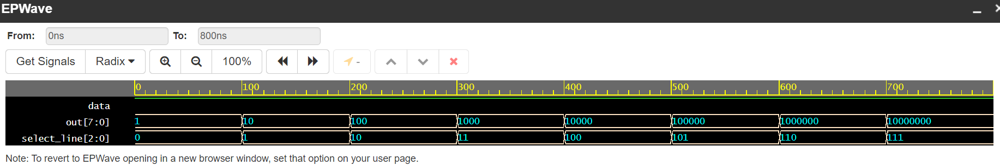 EPWave
From: 0ns To: 800ns
Get Signals Radix 100% -
0 100 200 300 400 500 600 700
data
out[7:0] 1 10 100 1000 10000 100000 1000000 10000000
select_line[2:0] 0 1 10 11 100 101 110 111
Note: To revert to EPWave opening in a new browser window, set that option on your user page.